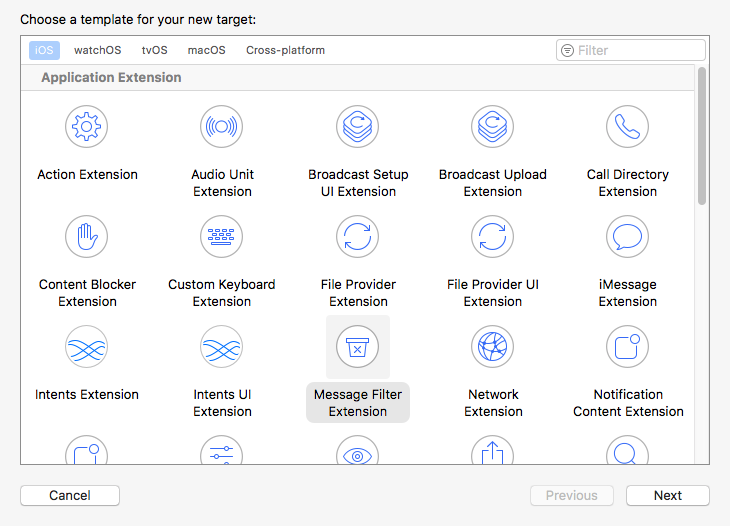 Choose a template for your new target:
iOS watchOS tvOS macOS Cross-platform Filter
Application Extension
Action Extension
Audio Unit
Extension
Broadcast Setup
UI Extension
Broadcast Upload
Extension
Call Directory
Extension
Content Blocker
Extension
Custom Keyboard
Extension
File Provider
Extension
File Provider UI
Extension
iMessage
Extension
Intents Extension
Intents UI
Extension
Message Filter
Extension
Network
Extension
Notification
Content Extension
Cancel Previous Next